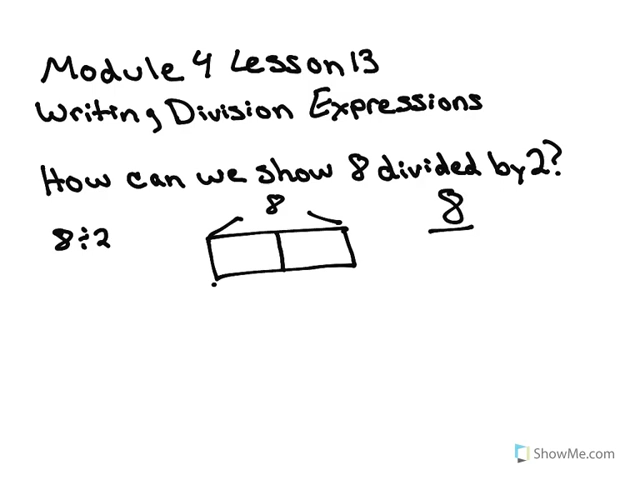 Module 4 Lesson 13
Writing Division Expressions
How can we show 8 divided by 2?
8÷2
8
8
ShowMe.com